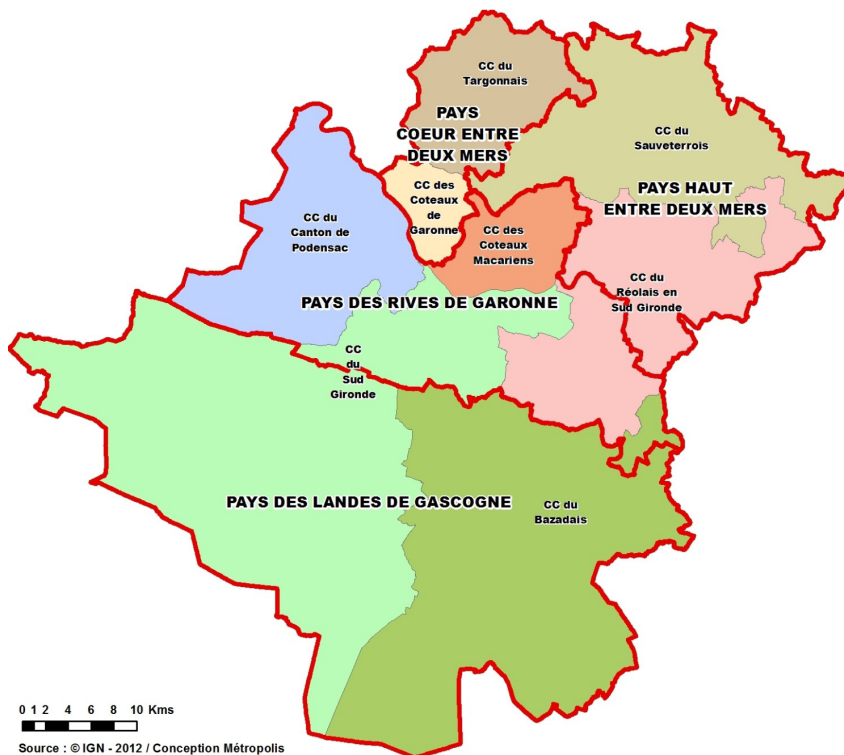 CC du
Targonnais
PAYS
COEUR ENTRE
DEUX MERS
CC du
Sauveterrois
CC des
Coteaux
de
Garonne
PAYS HAUT
ENTRE DEUX MERS
CC du
Canton de
Podensac
CC des
Coteaux
Macariens
CC du
Réolais en
Sud Gironde
PAYS DES RIVES DE GARONNE
CC
du
Sud
Gironde
PAYS DES LANDES DE GASCOGNE
CC du
Bazadais
0 1 2 4 6 8 10 Kms
Source : © IGN - 2012 / Conception Métropolis